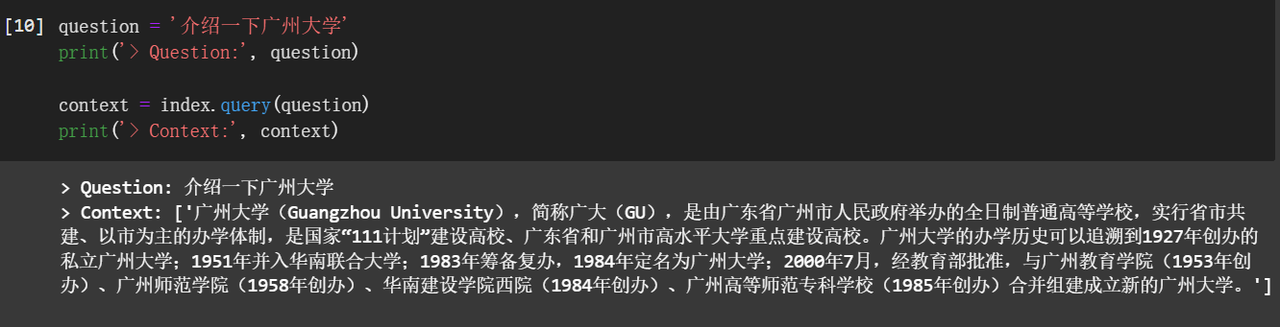 [10] question = '介绍一下广州大学'
print('> Question:', question)
context = index.query(question)
print('> Context:', context)
> Question: 介绍一下广州大学
> Context: ['广州大学（Guangzhou University），简称广大（GU），是由广东省广州市人民政府举办的全日制普通高等学校，实行省市共
建、以市为主的办学体制，是国家“111计划”建设高校、广东省和广州市高水平大学重点建设高校。广州大学的办学历史可以追溯到1927年创办的
私立广州大学；1951年并入华南联合大学；1983年筹备复办，1984年定名为广州大学；2000年7月，经教育部批准，与广州教育学院（1953年创
办）、广州师范学院（1958年创办）、华南建设学院西院（1984年创办）、广州高等师范专科学校（1985年创办）合并组建成立新的广州大学。']